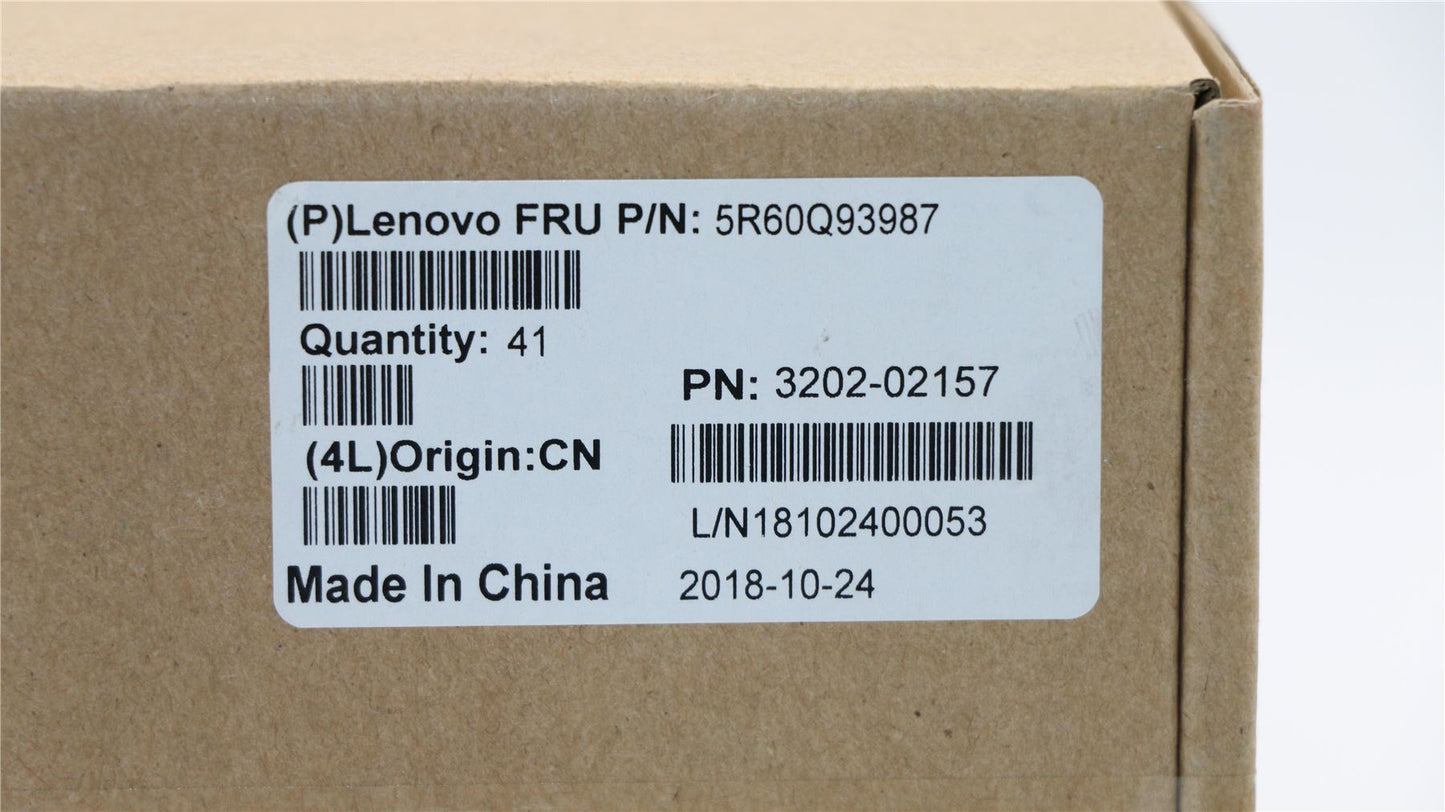 (P)Lenovo FRU P/N: 5R60Q93987
Quantity: 41
PN: 3202-02157
(4L)Origin:CN
L/N18102400053
Made In China 2018-10-24